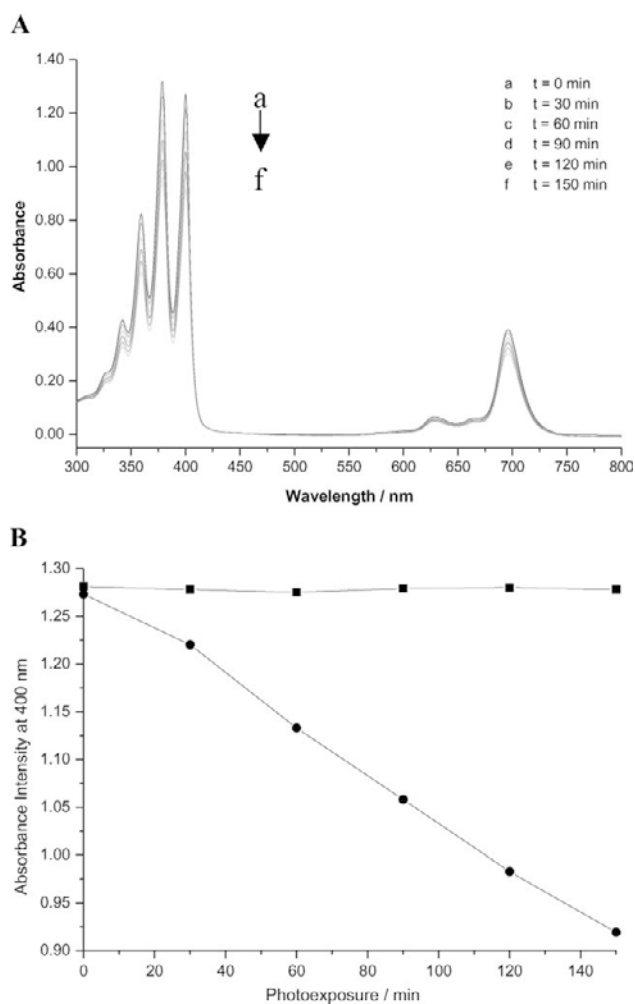 A
1.40
1.20
1.00
0.80
0.60
0.40
0.20
0.00
Absorbance
a
f
a t = 0 min
b t = 30 min
c t = 60 min
d t = 90 min
e t = 120 min
f t = 150 min
300 350 400 450 500 550 600 650 700 750 800
Wavelength / nm
B
1.30
1.25
1.20
1.15
1.10
1.05
1.00
0.95
0.90
Absorbance Intensity at 400 nm
0 20 40 60 80 100 120 140
Photoexposure / min